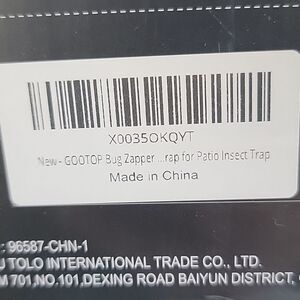 X0035OKQYT
New - GOOTOP Bug Zapper ...rap for Patio Insect Trap
Made in China
: 96587-CHN-1
U TOLO INTERNATIONAL TRADE CO., LTD.
M 701,NO.101,DEXING ROAD BAIYUN DISTRICT,